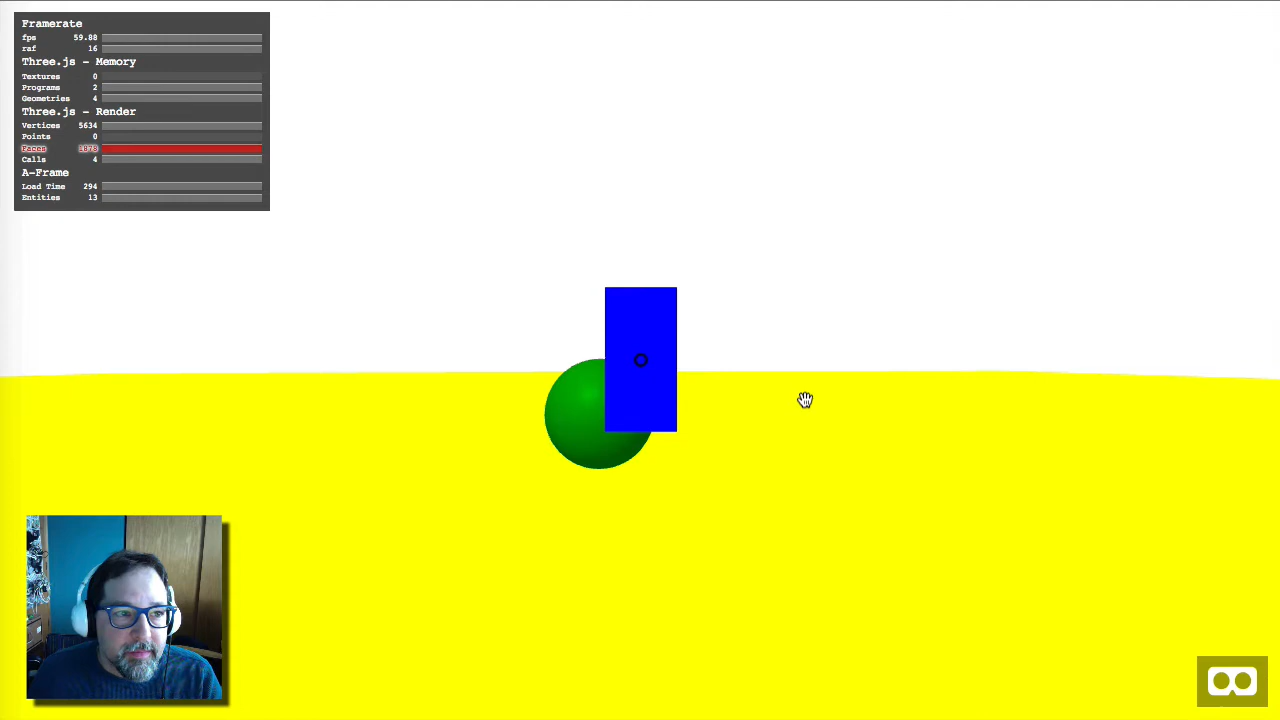 Framerate
fps 59.88
raf 16
Three.js - Memory
Textures 0
Programs 2
Geometries 4
Three.js - Render
Vertices 5634
Points 0
Faces 1878
Calls 4
A-Frame
Load Time 294
Entities 13